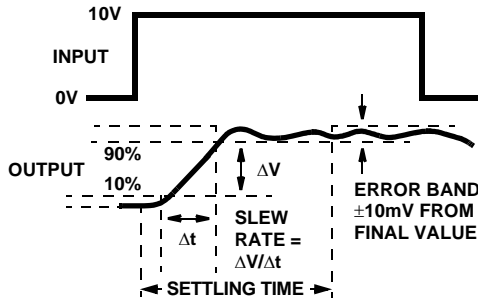 10V
INPUT
0V
OUTPUT
90%
10%
ΔV
Δt
SLEW
RATE =
ΔV/Δt
ERROR BAND
±10mV FROM
FINAL VALUE
SETTLING TIME